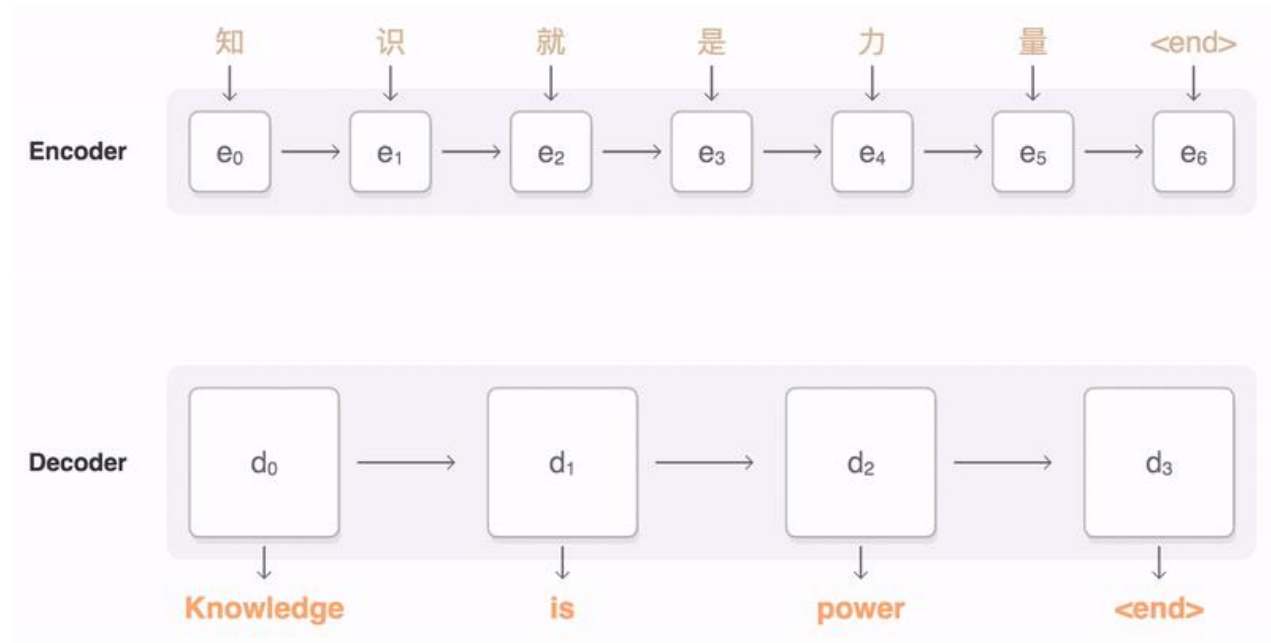 知 识 就 是 力 量 <end>
Encoder e₀ e₁ e₂ e₃ e₄ e₅ e₆
Decoder d₀ d₁ d₂ d₃
Knowledge is power <end>